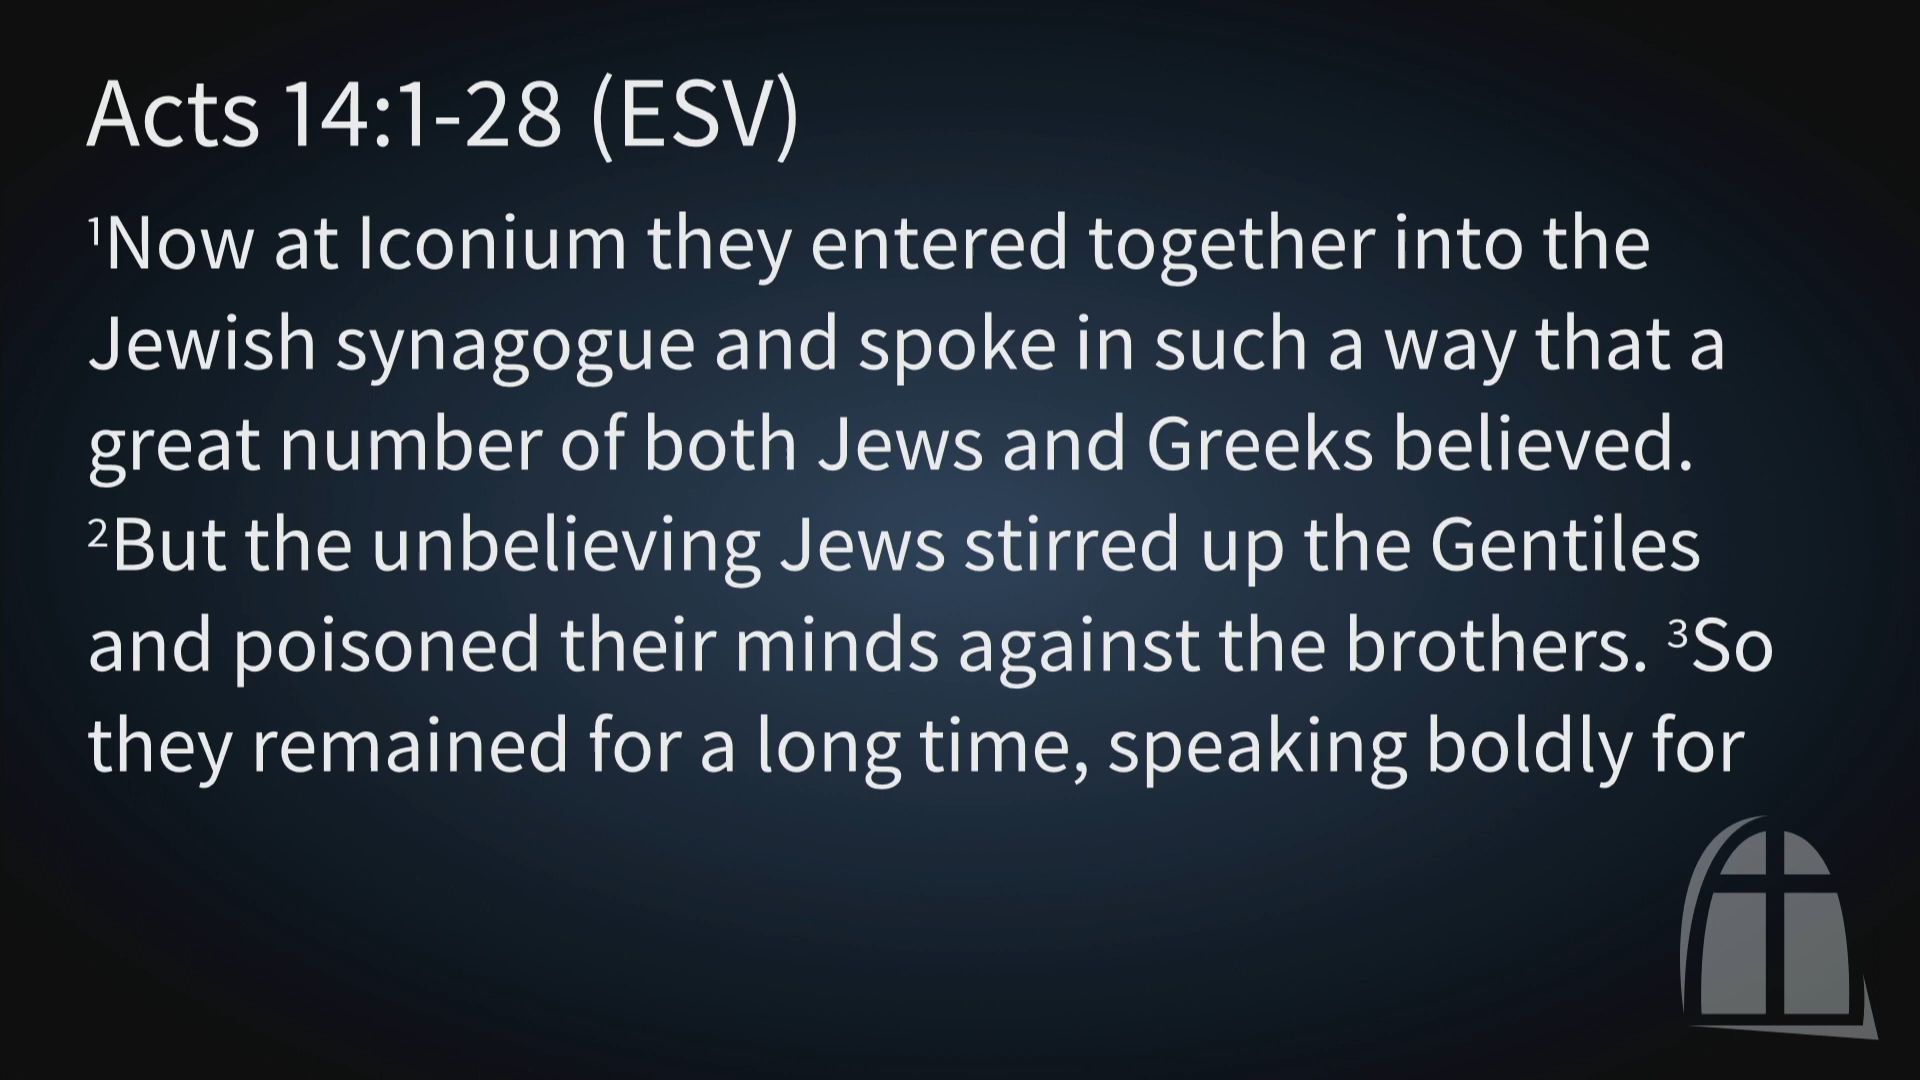 Acts 14:1-28 (ESV)
¹Now at Iconium they entered together into the
Jewish synagogue and spoke in such a way that a
great number of both Jews and Greeks believed.
²But the unbelieving Jews stirred up the Gentiles
and poisoned their minds against the brothers. ³So
they remained for a long time, speaking boldly for